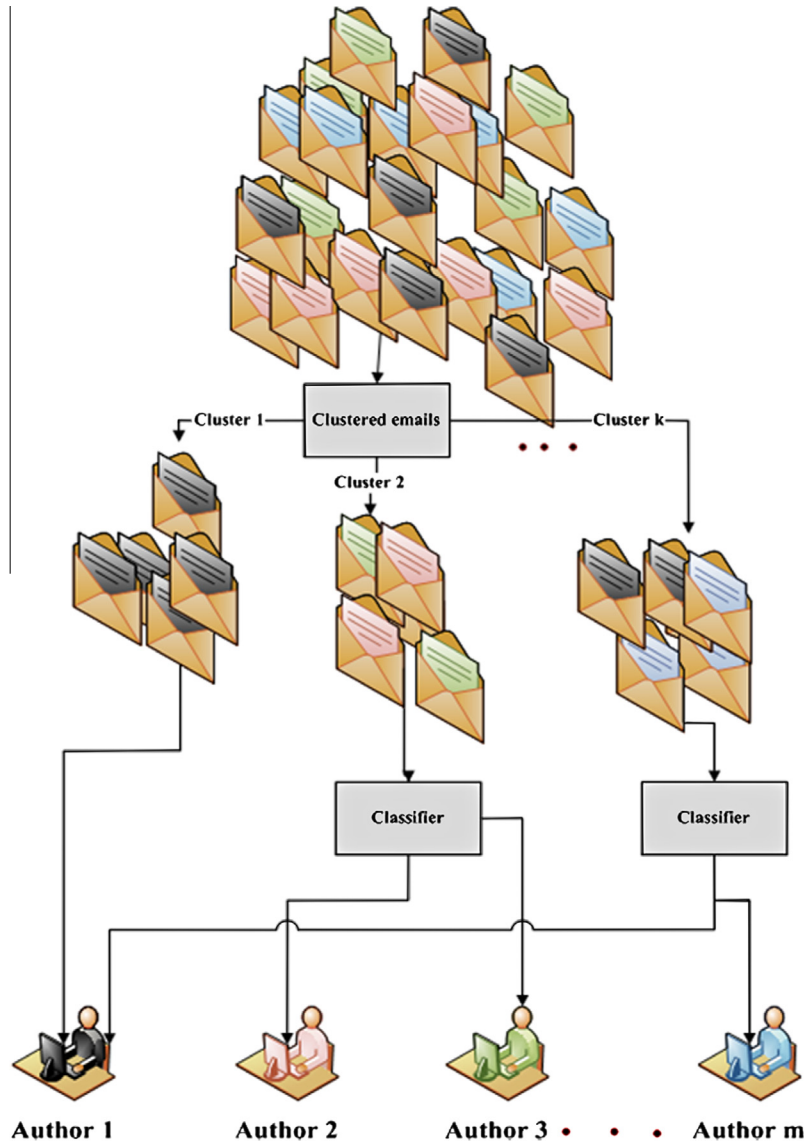 Cluster 1
Clustered emails
Cluster k
Cluster 2
Classifier
Classifier
Author 1
Author 2
Author 3
Author m